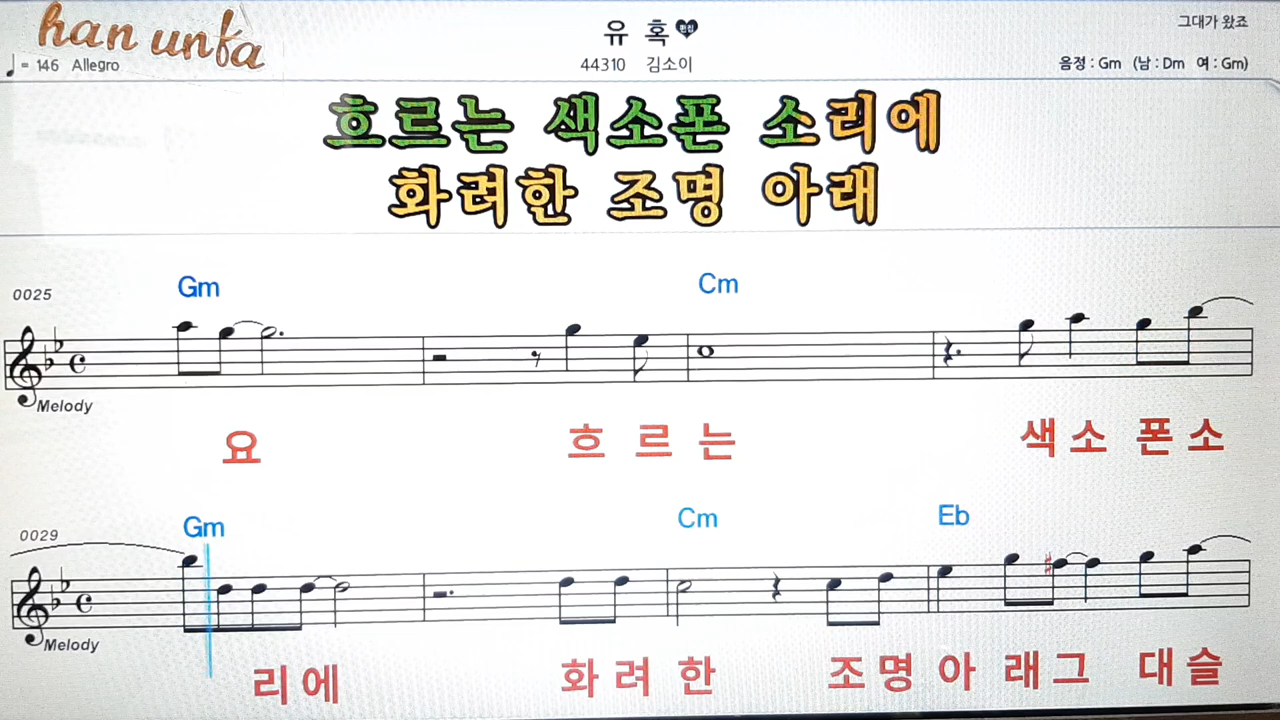 han unfa
유 혹 편집
그대가 왔죠
♩ = 146 Allegro
44310 김소이
음정 : Gm (남 : Dm 여 : Gm)
흐르는 색소폰 소리에
화려한 조명 아래
0025
Gm Cm
Melody
요 흐 르 는 색 소 폰 소
0029
Gm Cm Eb
Melody
리 에 화 려 한 조 명 아 래 그 대 슬